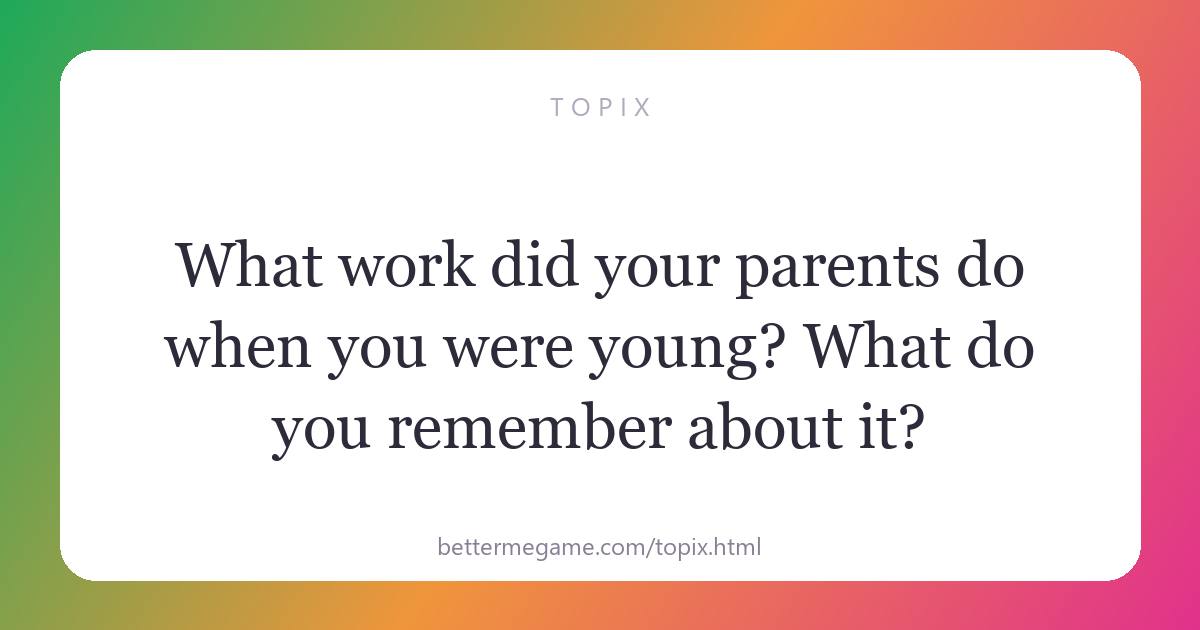 TOPIX
What work did your parents do
when you were young? What do
you remember about it?
bettermegame.com/topix.html